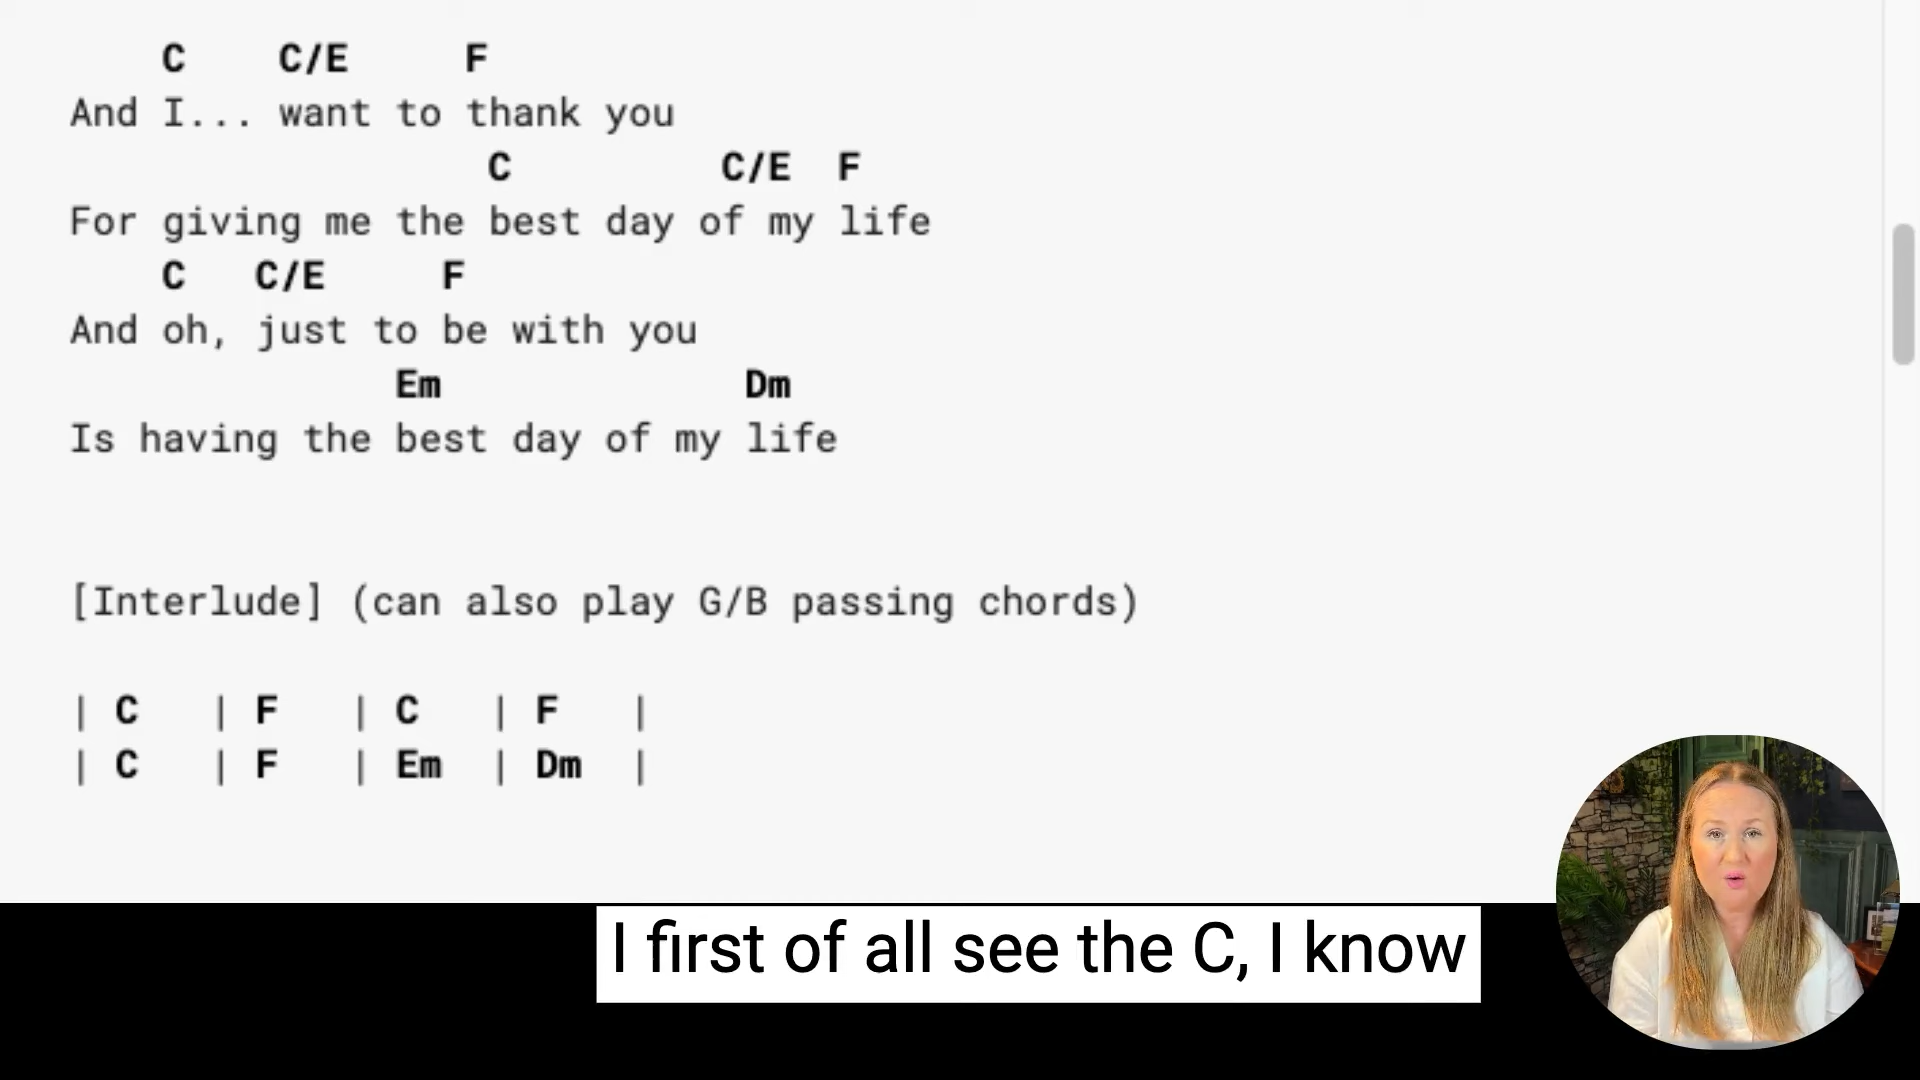 C C/E F
And I... want to thank you
C C/E F
For giving me the best day of my life
C C/E F
And oh, just to be with you
Em Dm
Is having the best day of my life
[Interlude] (can also play G/B passing chords)
| C | F | C | F |
| C | F | Em | Dm |
I first of all see the C, I know